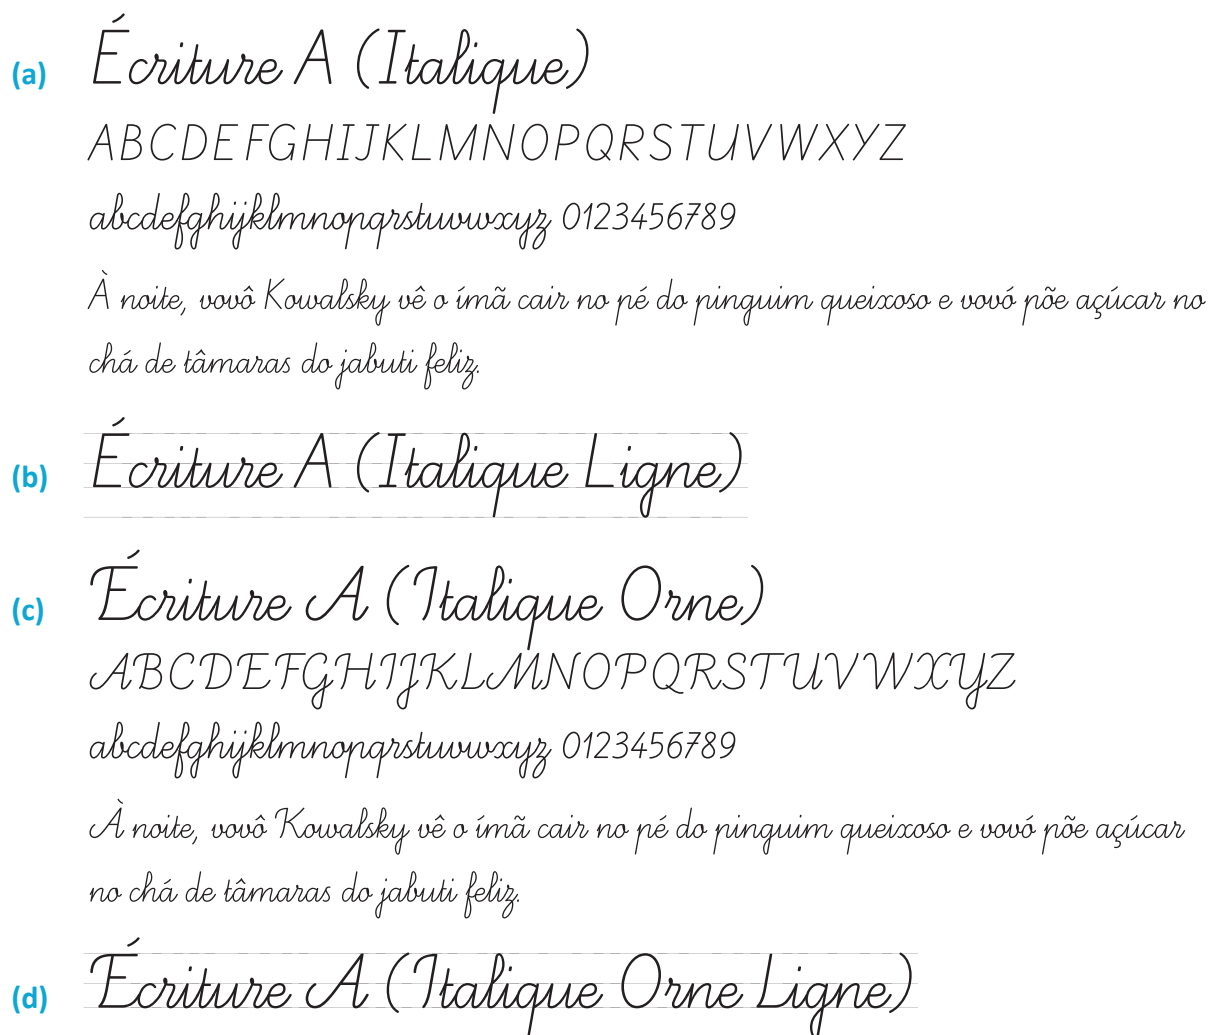 (a) Écriture A (Italique)
ABCDEFGHIJKLMNOPQRSTUVWXYZ
abcdefghijklmnopqrstuvwxyz 0123456789
À noite, vovô Kowalsky vê o ímã cair no pé do pinguim queixoso e vovó põe açúcar no
chá de tâmaras do jabuti feliz.
(b) Écriture A (Italique Ligne)
(c) Écriture A (Italique Orne)
ABCDEFGHIJKLMNOPQRSTUVWXYZ
abcdefghijklmnopqrstuvwxyz 0123456789
À noite, vovô Kowalsky vê o ímã cair no pé do pinguim queixoso e vovó põe açúcar
no chá de tâmaras do jabuti feliz.
(d) Écriture A (Italique Orne Ligne)